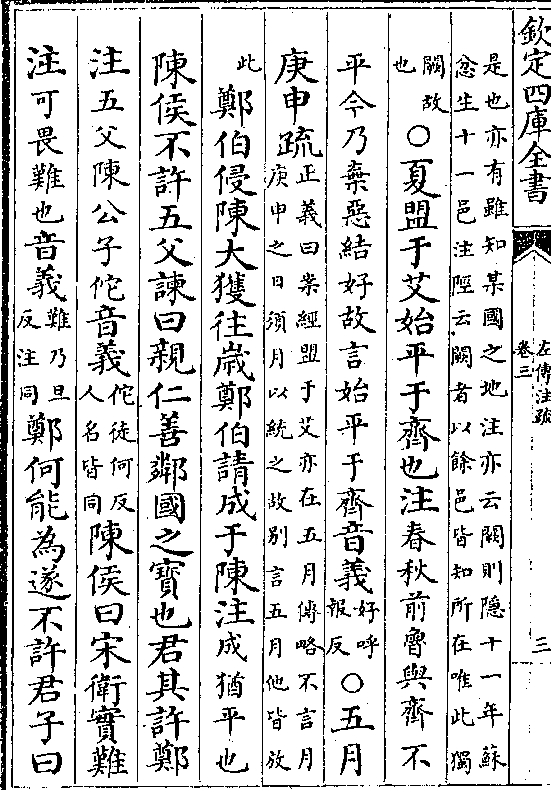 欽定四庫全書
左傳注疏
卷三
三
是也亦有雖知某國之地注亦云闕則隱十一年蘇
忿生十一邑注陘云闕者以餘邑皆知所在唯此獨
闕故
也
○夏盟于艾始平于齊也注春秋前魯與齊不
平今乃棄惡結好故言始平于齊音義好呼
報反
○五月
庚申疏正義曰案經盟于艾亦在五月傳略不言月
庚申之日須月以統之故別言五月他皆放
此
鄭伯侵陳大獲往歲鄭伯請成于陳注成猶平也
陳侯不許五父諫曰親仁善鄰國之寶也君其許鄭
注五父陳公子佗音義佗徒何反
人名皆同
陳侯曰宋衛實難
注可畏難也音義難乃旦
反注同
鄭何能為遂不許君子曰